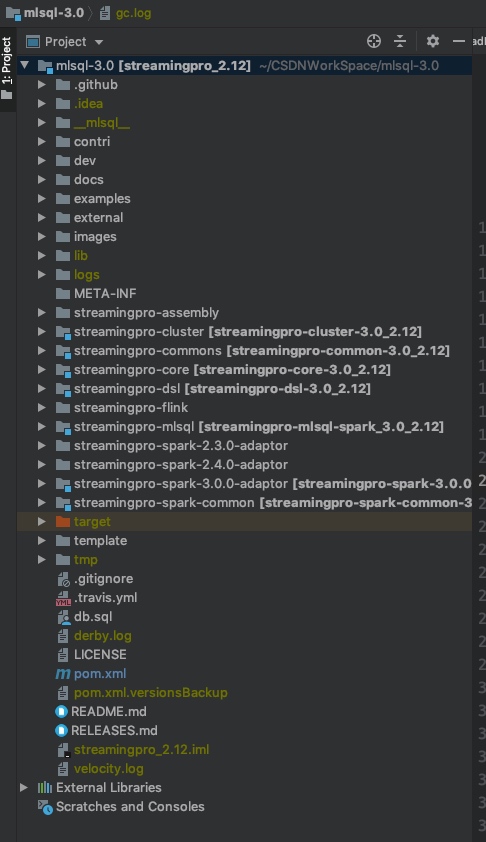 mlsql-3.0 gc.log
1: Project
Project
mlsql-3.0 [streamingpro_2.12] ~/CSDNWorkSpace/mlsql-3.0
.github
.idea
__mlsql__
contri
dev
docs
examples
external
images
lib
logs
META-INF
streamingpro-assembly
streamingpro-cluster [streamingpro-cluster-3.0_2.12]
streamingpro-commons [streamingpro-common-3.0_2.12]
streamingpro-core [streamingpro-core-3.0_2.12]
streamingpro-dsl [streamingpro-dsl-3.0_2.12]
streamingpro-flink
streamingpro-mlsql [streamingpro-mlsql-spark_3.0_2.12]
streamingpro-spark-2.3.0-adaptor
streamingpro-spark-2.4.0-adaptor
streamingpro-spark-3.0.0-adaptor [streamingpro-spark-3.0.0
streamingpro-spark-common [streamingpro-spark-common-3
target
template
tmp
.gitignore
.travis.yml
db.sql
derby.log
LICENSE
pom.xml
pom.xml.versionsBackup
README.md
RELEASES.md
streamingpro_2.12.iml
velocity.log
External Libraries
Scratches and Consoles